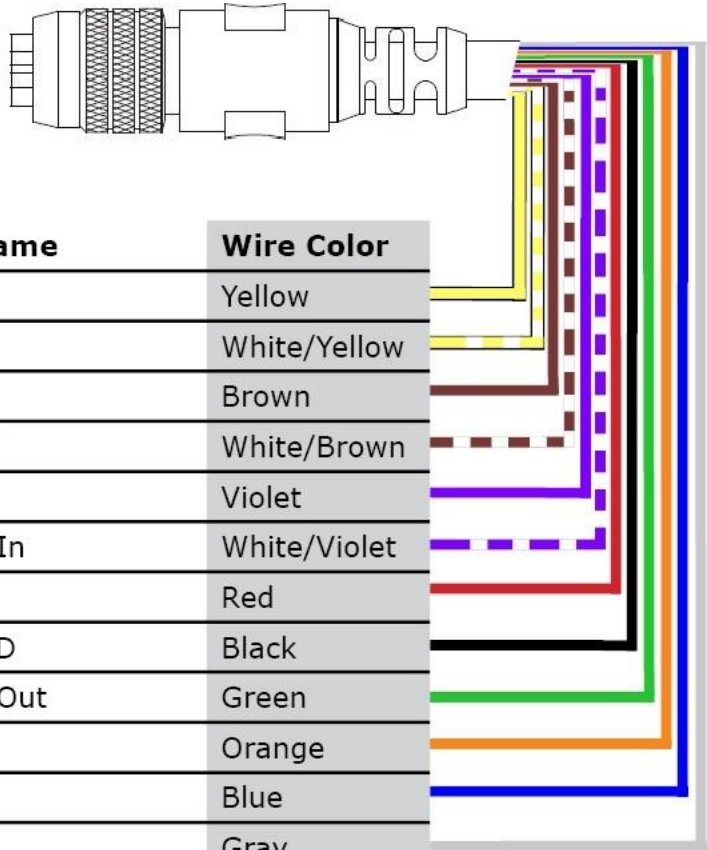 ame Wire Color
Yellow
White/Yellow
Brown
White/Brown
Violet
In White/Violet
Red
D Black
Out Green
Orange
Blue
Gray